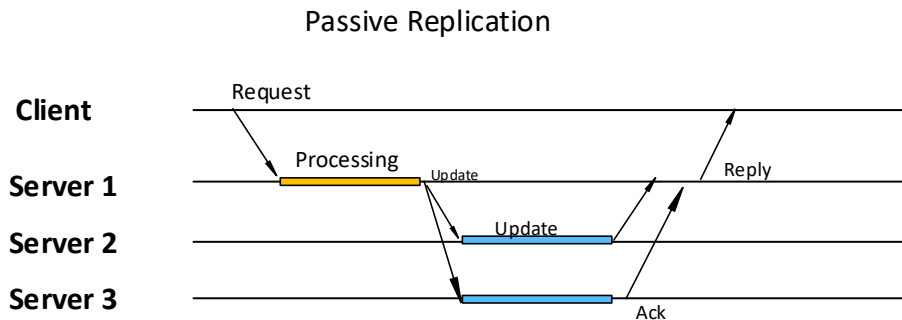 Passive Replication
Request
Client
Processing
Server 1
Update
Reply
Server 2
Update
Server 3
Ack